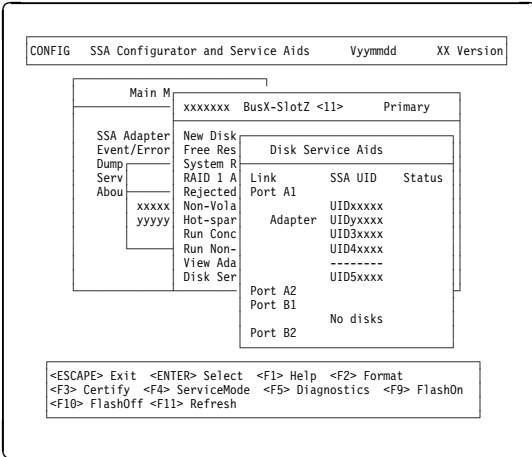 CONFIG SSA Configurator and Service Aids Vyymmdd XX Version
Main M
xxxxxxx BusX-SlotZ <11> Primary
SSA Adapter
Event/Error
Dump
Serv
Abou
xxxxx
yyyyy
New Disk
Free Res
System R
RAID 1 A
Rejected
Non-Vola
Hot-spar
Run Conc
Run Non-
View Ada
Disk Ser
Disk Service Aids
Link SSA UID Status
Port A1
UIDxxxxx
Adapter UIDyxxxx
UID3xxxx
UID4xxxx
--------
UID5xxxx
Port A2
Port B1
No disks
Port B2
<ESCAPE> Exit <ENTER> Select <F1> Help <F2> Format
<F3> Certify <F4> ServiceMode <F5> Diagnostics <F9> FlashOn
<F10> FlashOff <F11> Refresh